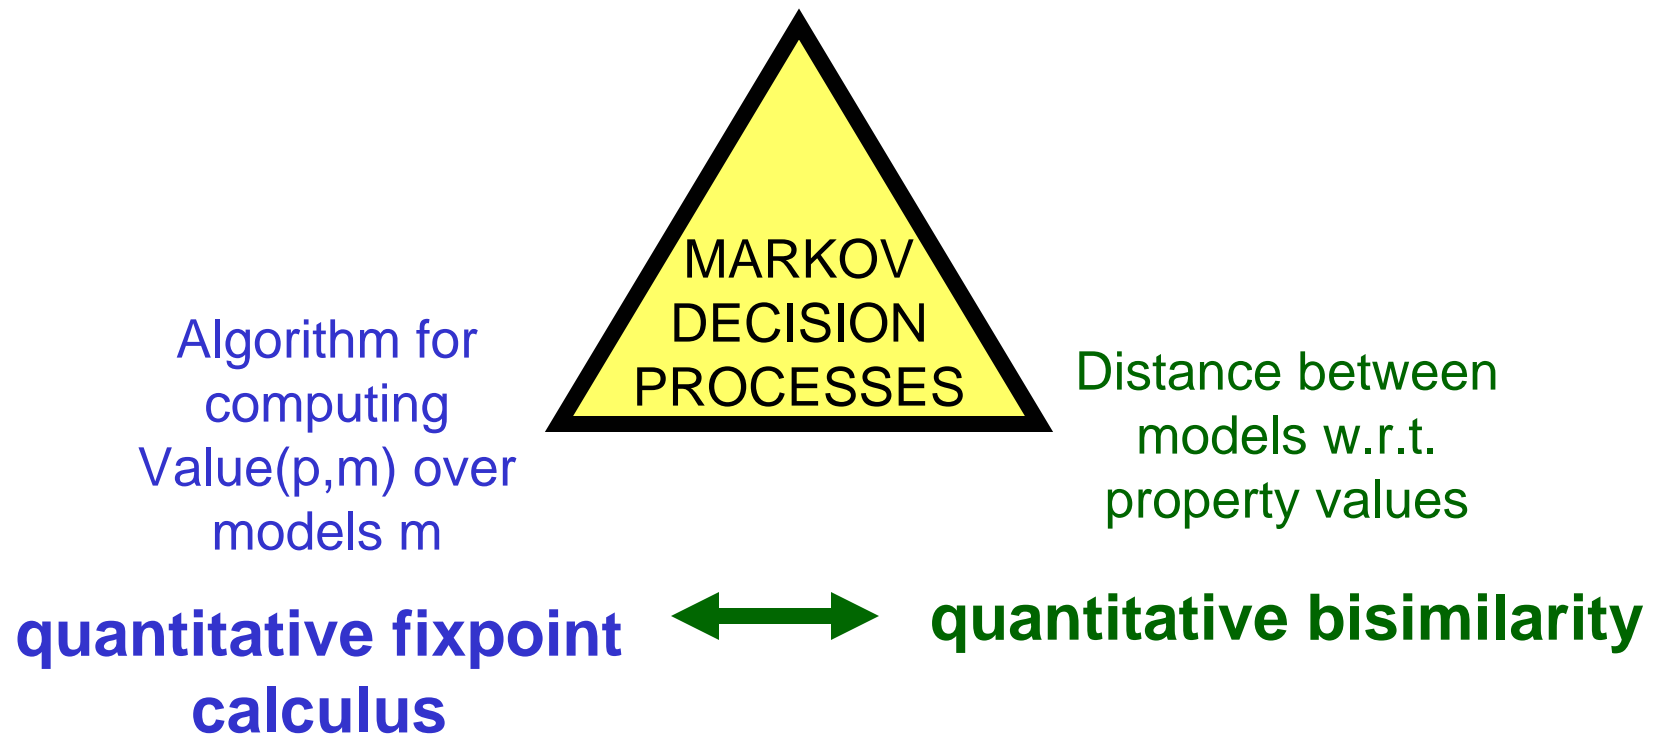 MARKOV
DECISION
PROCESSES
Algorithm for
computing
Value(p,m) over
models m
Distance between
models w.r.t.
property values
quantitative fixpoint
calculus
quantitative bisimilarity